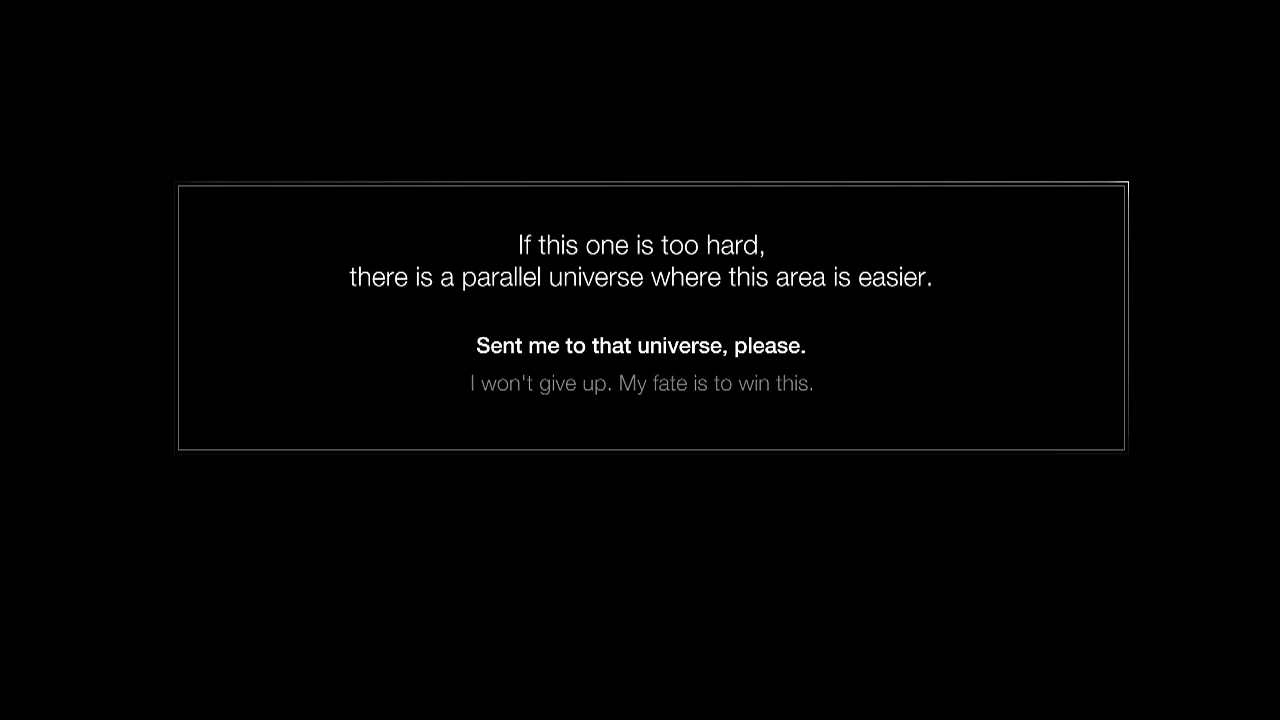 If this one is too hard,
there is a parallel universe where this area is easier.
Sent me to that universe, please.
I won't give up. My fate is to win this.